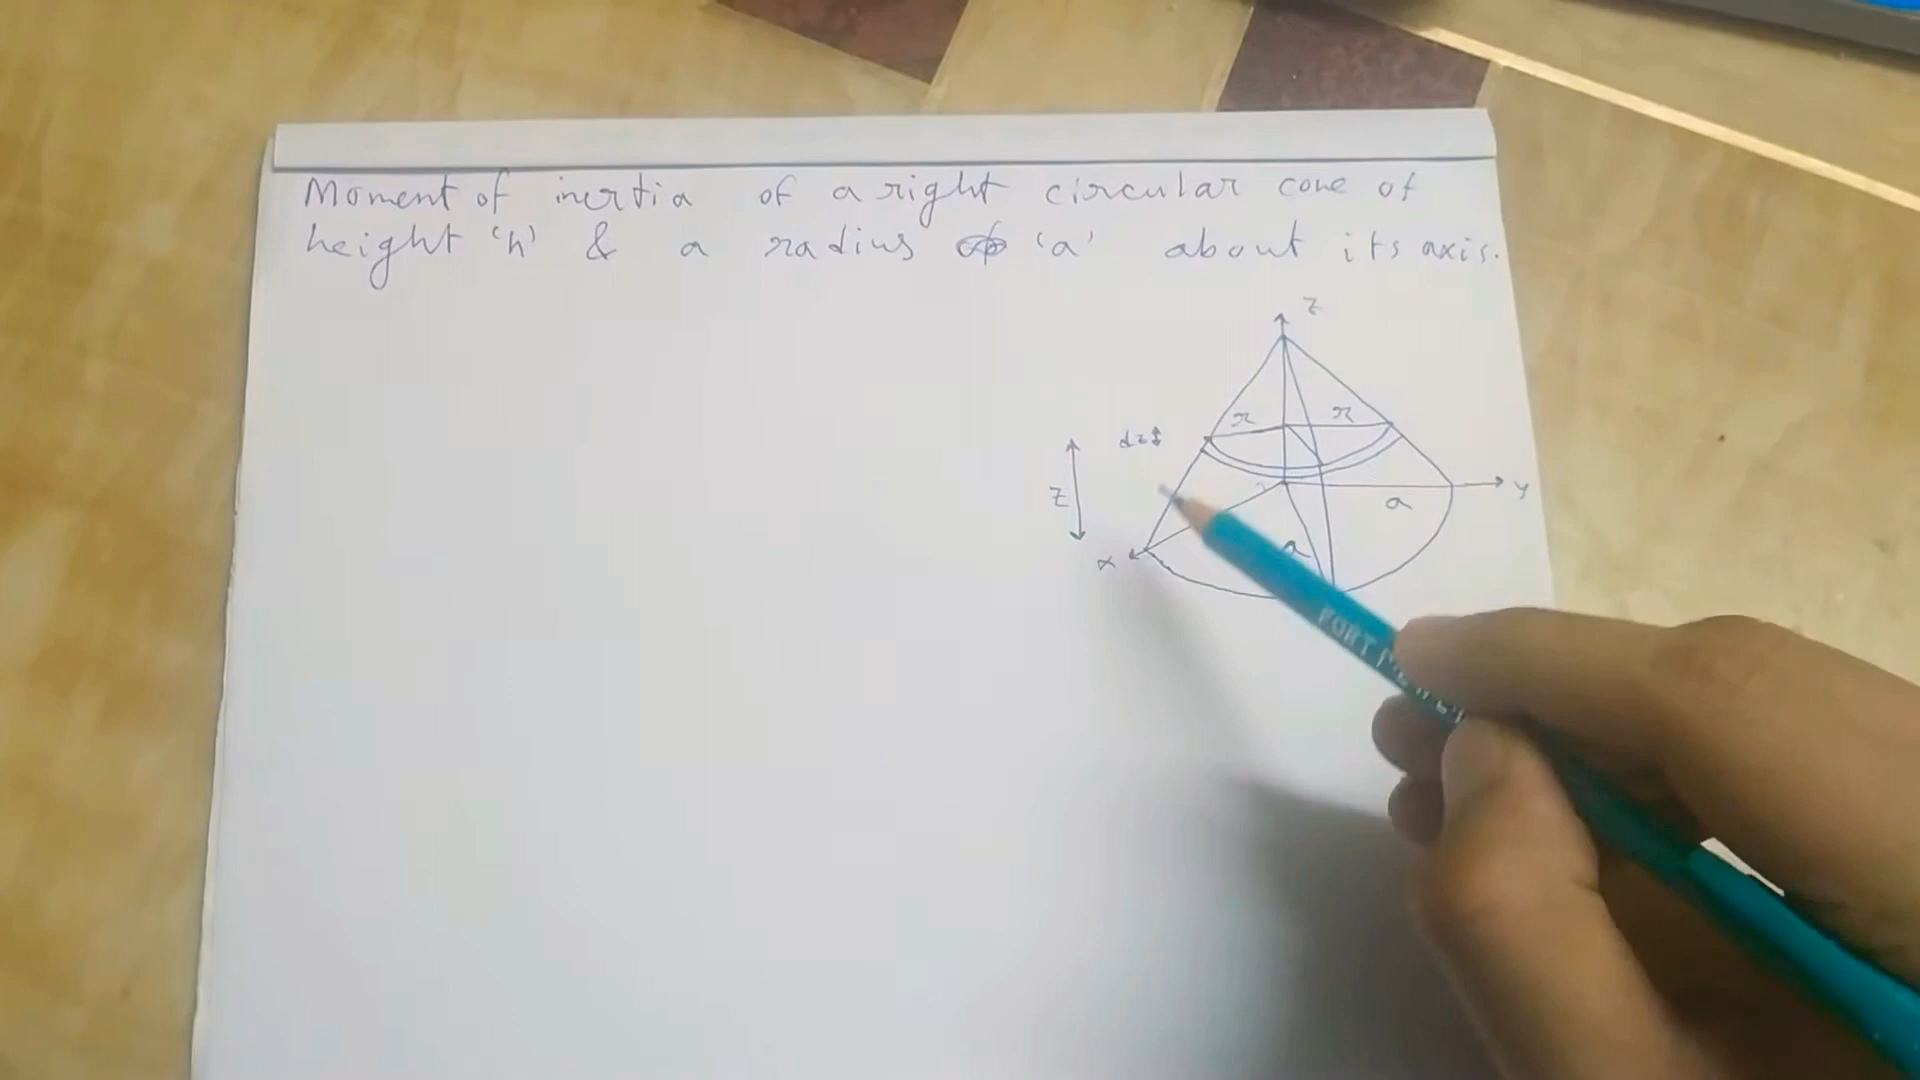 Moment of inertia of a right circular cone of
height 'h' & a radius 'a' about its axis.
z
r r
dz
z
a
y
a
x